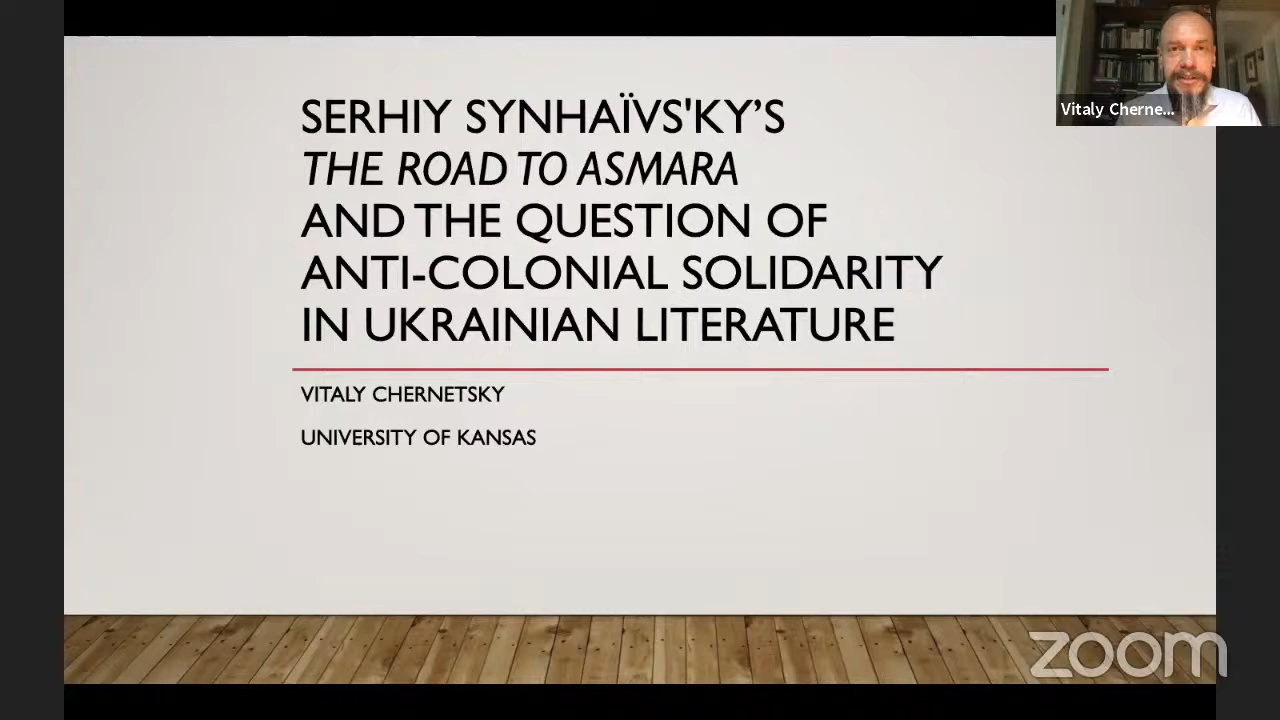 SERHIY SYNHAÏVS'KY’S
THE ROAD TO ASMARA
AND THE QUESTION OF
ANTI-COLONIAL SOLIDARITY
IN UKRAINIAN LITERATURE
VITALY CHERNETSKY
UNIVERSITY OF KANSAS
Vitaly Cherne...
zoom